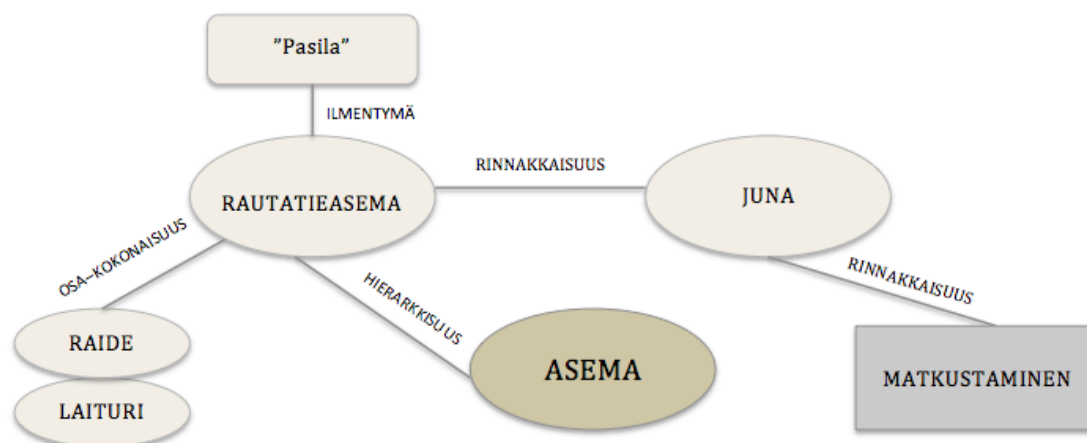 ”Pasila”
ILMENTYMÄ
RAUTATIEASEMA
RINNAKKAISUUS
JUNA
OSA–KOKONAISUUS
HIERARKKISUUS
RINNAKKAISUUS
RAIDE
ASEMA
MATKUSTAMINEN
LAITURI